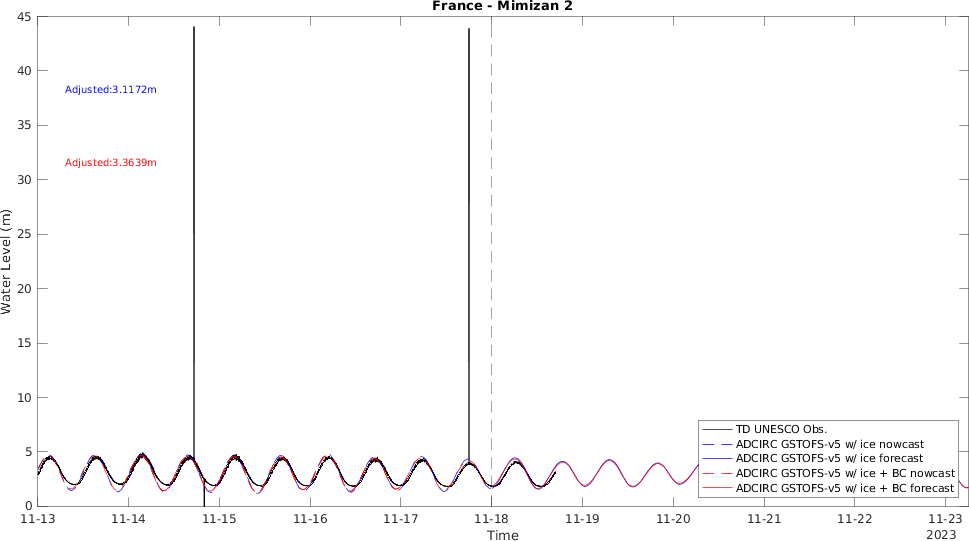 France - Mimizan 2
45
40
35
30
25
20
15
10
5
0
Water Level (m)
Adjusted:3.1172m
Adjusted:3.3639m
TD UNESCO Obs.
ADCIRC GSTOFS-v5 w/ ice nowcast
ADCIRC GSTOFS-v5 w/ ice forecast
ADCIRC GSTOFS-v5 w/ ice + BC nowcast
ADCIRC GSTOFS-v5 w/ ice + BC forecast
11-13 11-14 11-15 11-16 11-17 11-18 11-19 11-20 11-21 11-22 11-23
Time
2023